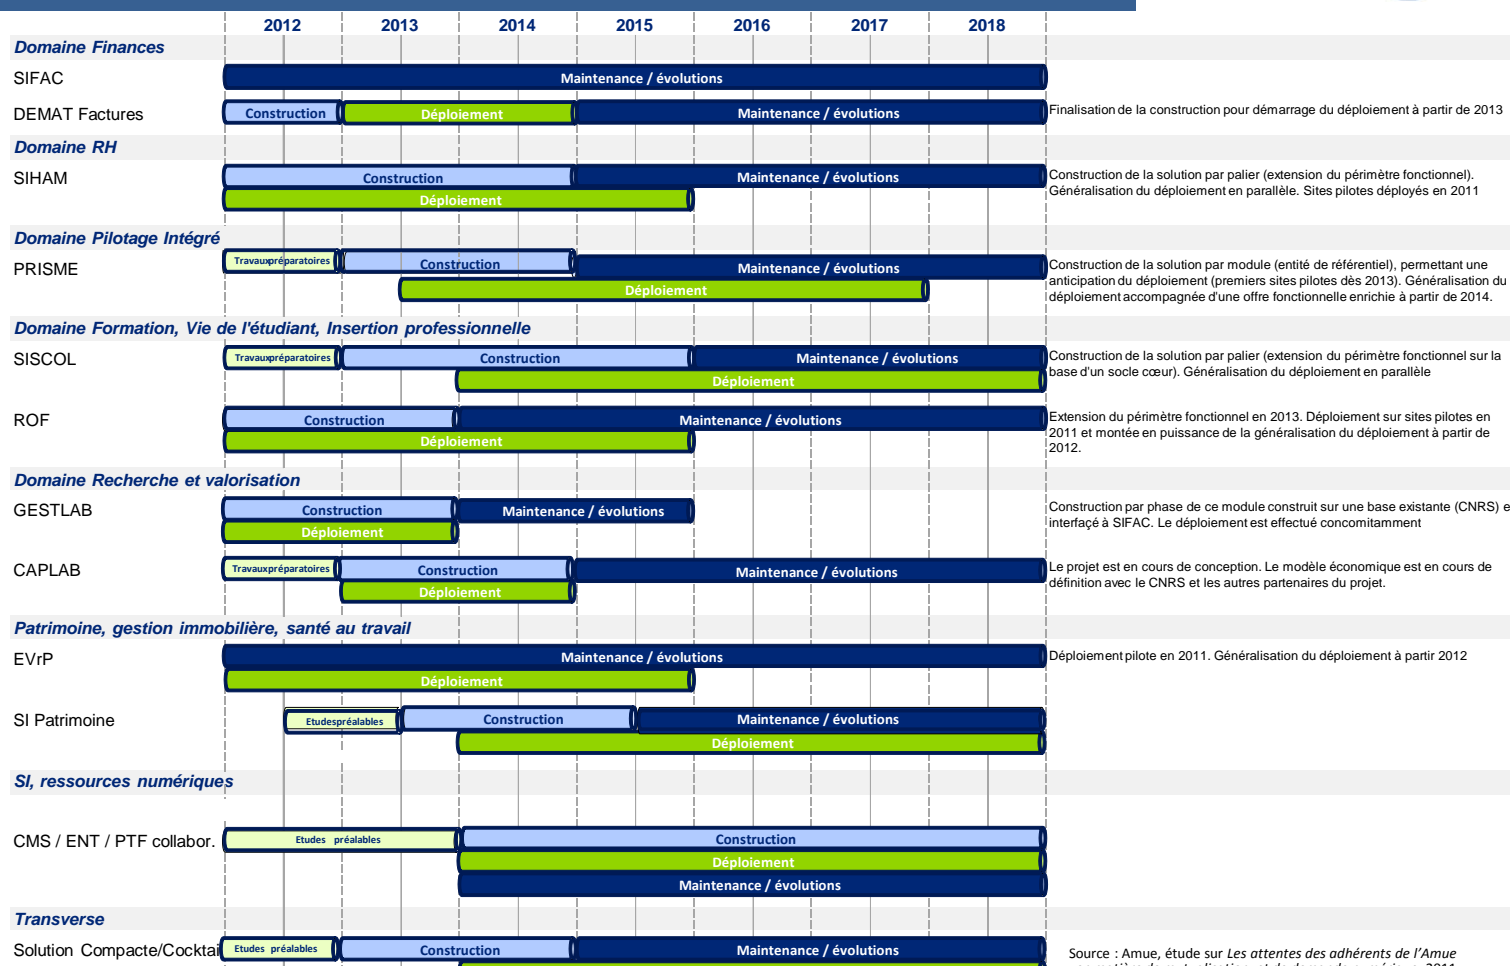 2012 2013 2014 2015 2016 2017 2018
Domaine Finances
SIFAC Maintenance / évolutions
DEMAT Factures Construction Déploiement Maintenance / évolutions Finalisation de la construction pour démarrage du déploiement à partir de 2013
Domaine RH
SIHAM Construction Maintenance / évolutions Construction de la solution par palier (extension du périmètre fonctionnel).
Déploiement Généralisation du déploiement en parallèle. Sites pilotes déployés en 2011
Domaine Pilotage Intégré
PRISME Travaux préparatoires Construction Maintenance / évolutions Construction de la solution par module (entité de référentiel), permettant une
Déploiement anticipation du déploiement (premiers sites pilotes dès 2013). Généralisation du
déploiement accompagnée d'une offre fonctionnelle enrichie à partir de 2014.
Domaine Formation, Vie de l'étudiant, Insertion professionnelle
SISCOL Travaux préparatoires Construction Maintenance / évolutions Construction de la solution par palier (extension du périmètre fonctionnel sur la
Déploiement base d'un socle cœur). Généralisation du déploiement en parallèle
ROF Construction Maintenance / évolutions Extension du périmètre fonctionnel en 2013. Déploiement sur sites pilotes en
Déploiement 2011 et montée en puissance de la généralisation du déploiement à partir de
2012.
Domaine Recherche et valorisation
GESTLAB Construction Maintenance / évolutions Construction par phase de ce module construit sur une base existante (CNRS) e
Déploiement interfaçé à SIFAC. Le déploiement est effectué concomitamment
CAPLAB Travaux préparatoires Construction Maintenance / évolutions Le projet est en cours de conception. Le modèle économique est en cours de
Déploiement définition avec le CNRS et les autres partenaires du projet.
Patrimoine, gestion immobilière, santé au travail
EVrP Maintenance / évolutions Déploiement pilote en 2011. Généralisation du déploiement à partir 2012
Déploiement
SI Patrimoine Etudes préalables Construction Maintenance / évolutions
Déploiement
SI, ressources numériques
CMS / ENT / PTF collabor. Etudes préalables Construction
Déploiement
Maintenance / évolutions
Transverse
Solution Compacte/Cocktai Etudes préalables Construction Maintenance / évolutions Source : Amue, étude sur Les attentes des adhérents de l'Amue